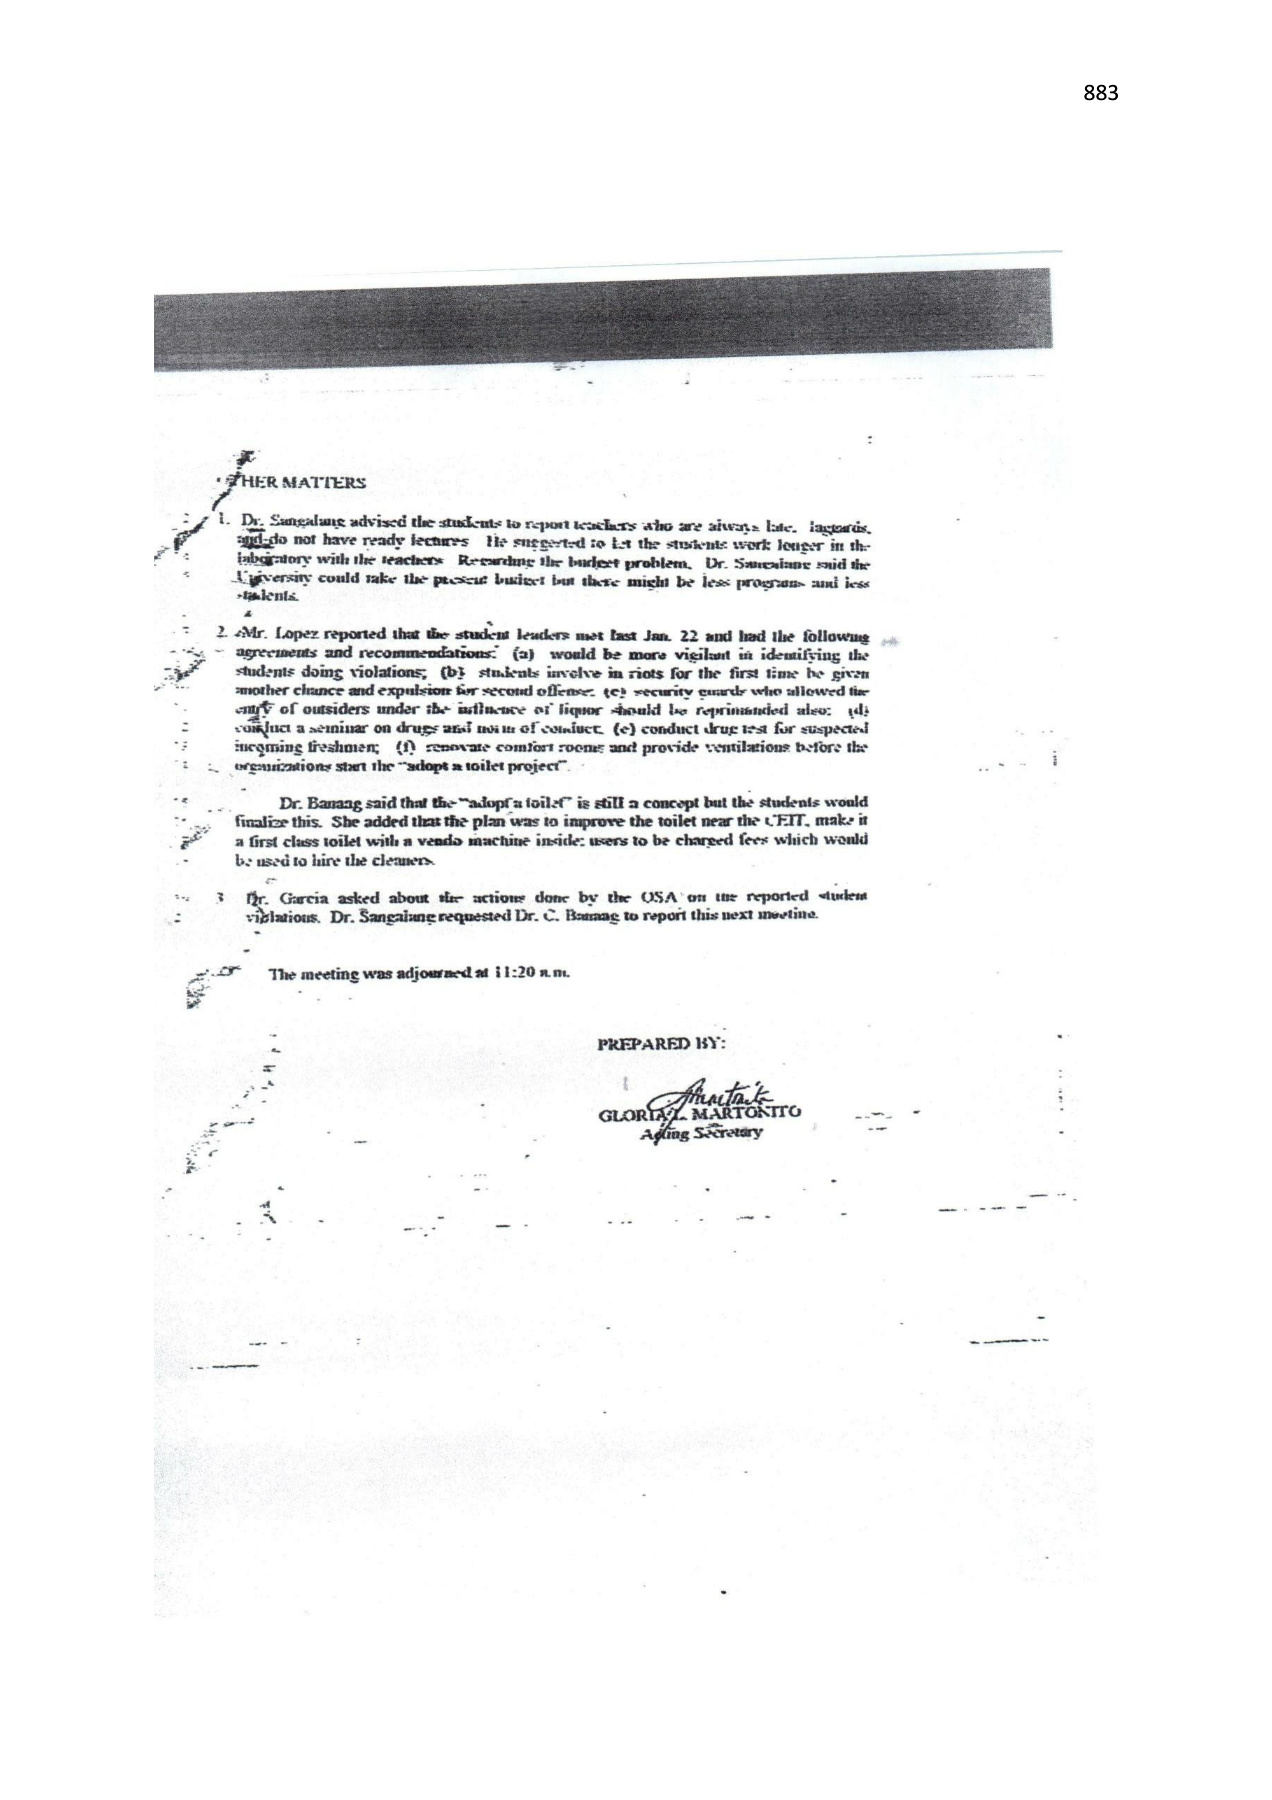 883
THER MATTERS
1. Dr. Sangalang advised the students to report teachers who are always late, laggards,
and do not have ready lectures He suggested to let the students work longer in the
laboratory with the teachers Regarding the budget problem, Dr. Sangalang said the
University could take the present budget but there might be less programs and less
students.
2. Mr. Lopez reported that the student leaders met last Jan. 22 and had the following
agreements and recommendations: (a) would be more vigilant in identifying the
students doing violations; (b) students involve in riots for the first time be given
another chance and expulsion for second offense; (c) security guards who allowed the
entry of outsiders under the influence of liquor should be reprimanded also; (d)
conduct a seminar on drugs and norm of conduct, (e) conduct drug test for suspected
incoming freshmen; (f) renovate comfort rooms and provide ventilations before the
organizations start the "adopt a toilet project".
Dr. Banaag said that the "adopt a toilet" is still a concept but the students would
finalize this. She added that the plan was to improve the toilet near the CEIT, make it
a first class toilet with a vendo machine inside; users to be charged fees which would
be used to hire the cleaners.
3 Dr. Garcia asked about the actions done by the OSA on the reported student
violations. Dr. Sangalang requested Dr. C. Banaag to report this next meeting.
The meeting was adjourned at 11:20 a.m.
PREPARED BY:
GLORIA L. MARTONITO
Acting Secretary